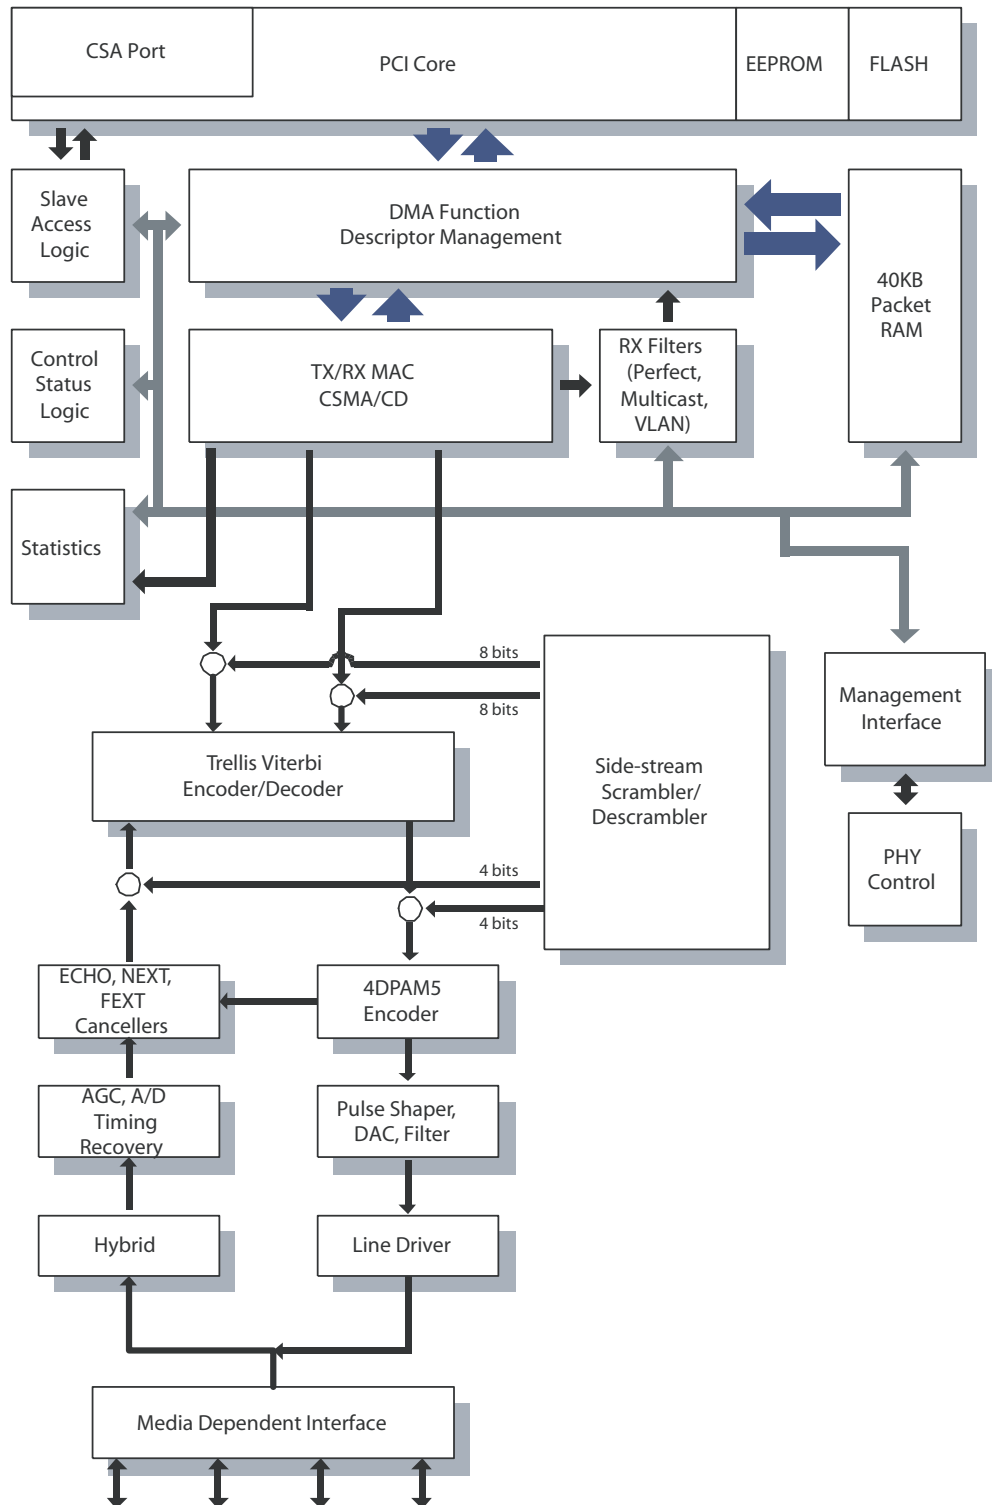 CSA Port
PCI Core
EEPROM
FLASH
Slave
Access
Logic
DMA Function
Descriptor Management
40KB
Packet
RAM
Control
Status
Logic
TX/RX MAC
CSMA/CD
RX Filters
(Perfect,
Multicast,
VLAN)
Statistics
8 bits
8 bits
Management
Interface
Trellis Viterbi
Encoder/Decoder
Side-stream
Scrambler/
Descrambler
PHY
Control
4 bits
4 bits
ECHO, NEXT,
FEXT
Cancellers
4DPAM5
Encoder
AGC, A/D
Timing
Recovery
Pulse Shaper,
DAC, Filter
Hybrid
Line Driver
Media Dependent Interface